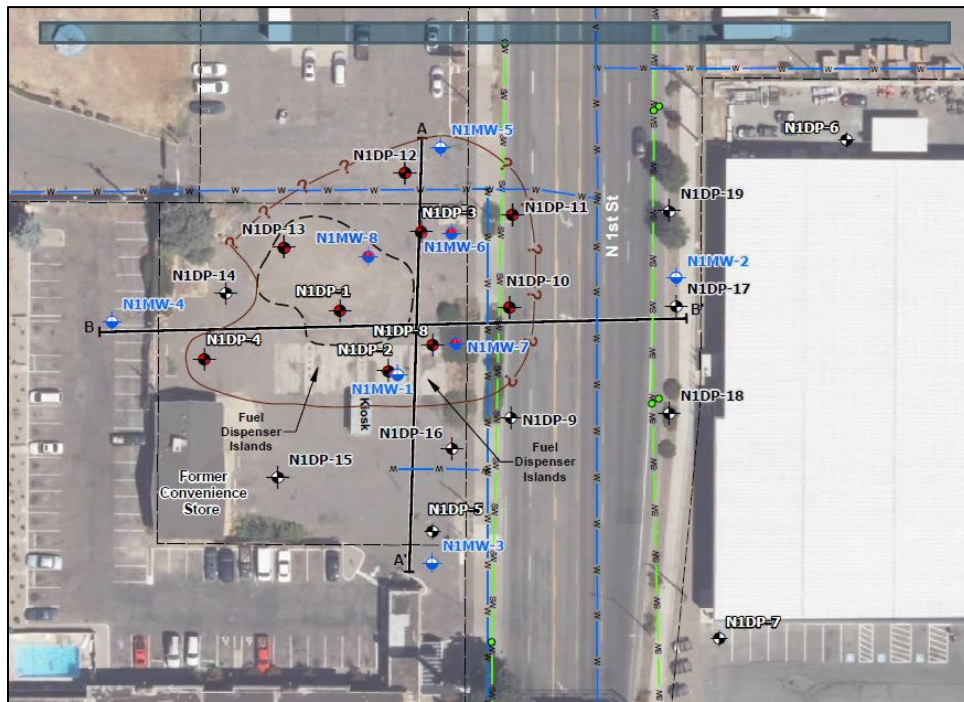 A
N1MW-5
N1DP-6
N1DP-12
N1DP-19
N1DP-3
N1DP-11
N1DP-13
N1MW-8
N1MW-6
N 1st St
N1MW-2
N1DP-14
N1DP-17
N1MW-4
N1DP-1
N1DP-10
B
B'
N1DP-8
N1DP-4
N1DP-2
N1MW-7
N1MW-1
N1DP-18
Kiosk
Fuel
Dispenser
Islands
N1DP-9
N1DP-16
Fuel
Dispenser
Islands
N1DP-15
Former
Convenience
Store
N1DP-5
A'
N1MW-3
N1DP-7
W
SW
?